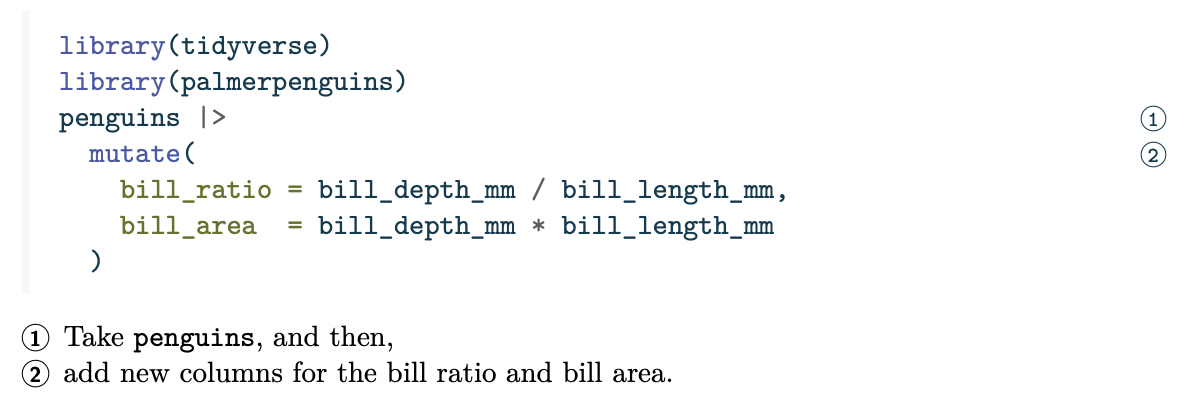 library(tidyverse)
library(palmerpenguins)
penguins |> ①
  mutate( ②
    bill_ratio = bill_depth_mm / bill_length_mm,
    bill_area  = bill_depth_mm * bill_length_mm
  )
① Take penguins, and then,
② add new columns for the bill ratio and bill area.